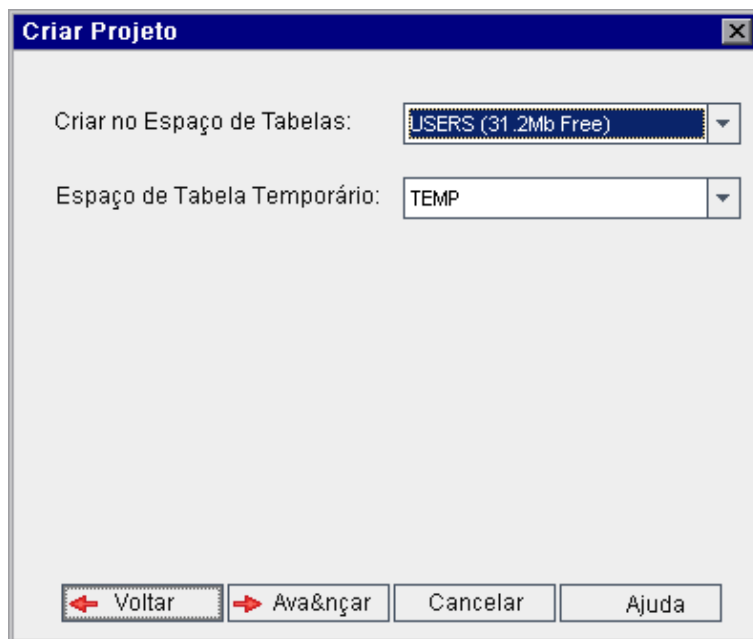 Criar Projeto
Criar no Espaço de Tabelas: USERS (31.2Mb Free)
Espaço de Tabela Temporário: TEMP
Voltar Ava&nçar Cancelar Ajuda